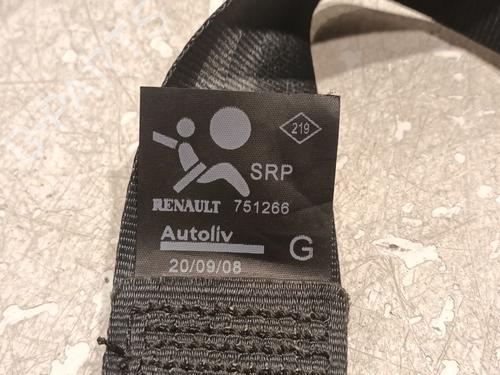 219
SRP
RENAULT 751266
Autoliv
G
20/09/08